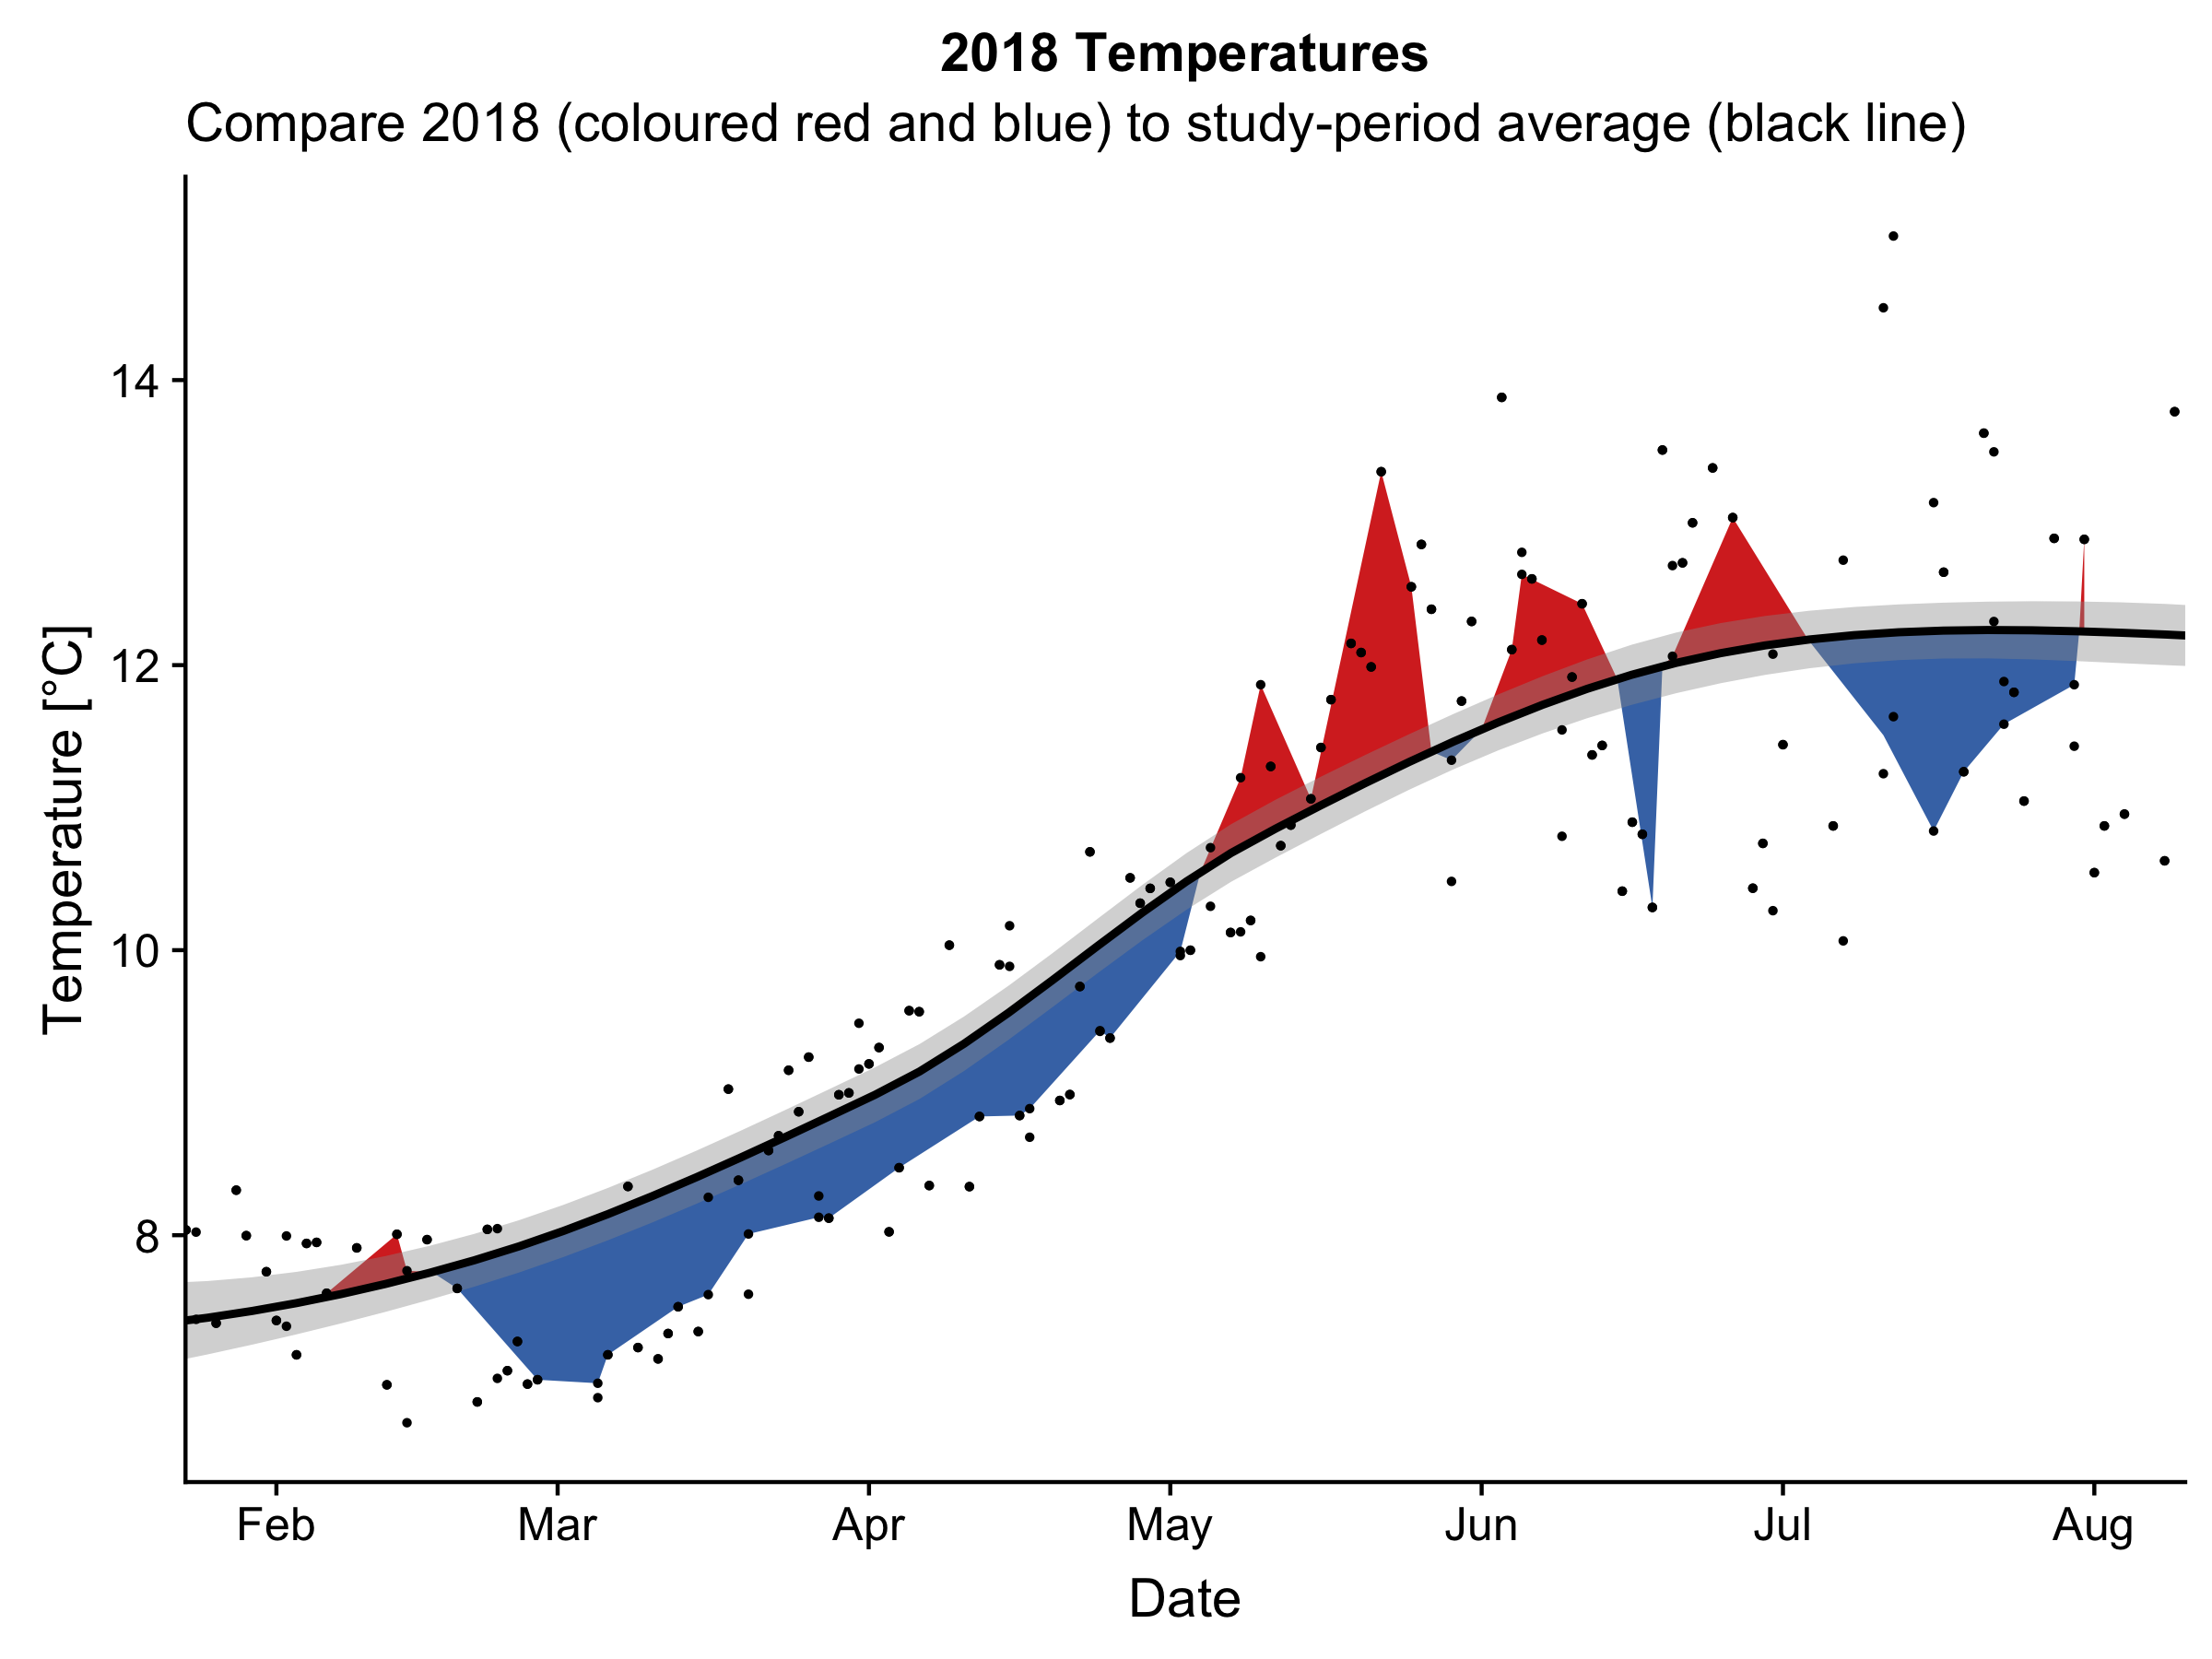 2018 Temperatures
Compare 2018 (coloured red and blue) to study-period average (black line)
Temperature [°C]
14
12
10
8
Feb Mar Apr May Jun Jul Aug
Date